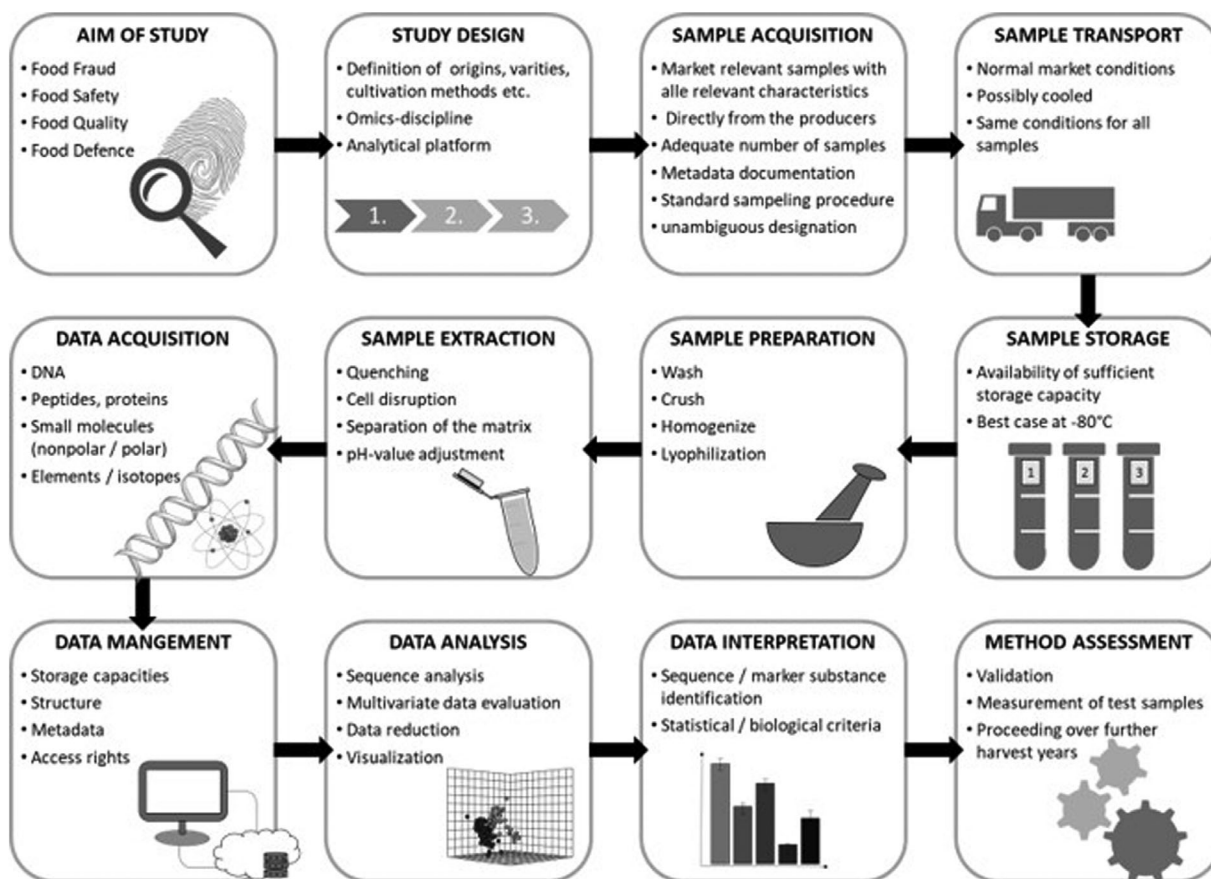 AIM OF STUDY
• Food Fraud
• Food Safety
• Food Quality
• Food Defence
STUDY DESIGN
• Definition of origins, varities,
cultivation methods etc.
• Omics-discipline
• Analytical platform
1. 2. 3.
SAMPLE ACQUISITION
• Market relevant samples with
alle relevant characteristics
• Directly from the producers
• Adequate number of samples
• Metadata documentation
• Standard sampeling procedure
• unambiguous designation
SAMPLE TRANSPORT
• Normal market conditions
• Possibly cooled
• Same conditions for all
samples
SAMPLE STORAGE
• Availability of sufficient
storage capacity
• Best case at -80°C
1 2 3
SAMPLE PREPARATION
• Wash
• Crush
• Homogenize
• Lyophilization
SAMPLE EXTRACTION
• Quenching
• Cell disruption
• Separation of the matrix
• pH-value adjustment
DATA ACQUISITION
• DNA
• Peptides, proteins
• Small molecules
(nonpolar / polar)
• Elements / isotopes
DATA MANGEMENT
• Storage capacities
• Structure
• Metadata
• Access rights
DATA ANALYSIS
• Sequence analysis
• Multivariate data evaluation
• Data reduction
• Visualization
DATA INTERPRETATION
• Sequence / marker substance
identification
• Statistical / biological criteria
METHOD ASSESSMENT
• Validation
• Measurement of test samples
• Proceeding over further
harvest years